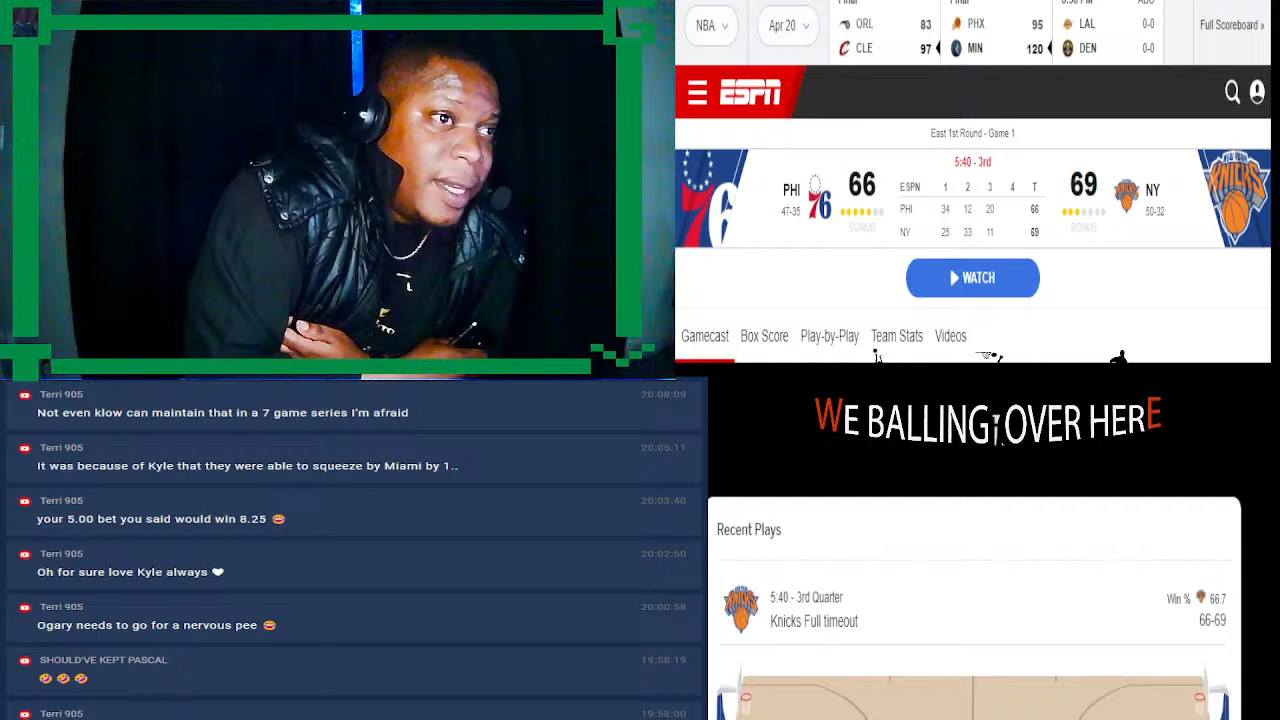 NBA
Apr 20
ORL 83
CLE 97
PHX 95
MIN 120
LAL 0-0
DEN 0-0
Full Scoreboard »
ESPN
East 1st Round - Game 1
5:40 - 3rd
PHI
47-35
76
66
BONUS
ESPN 1 2 3 4 T
PHI 34 12 20 66
NY 25 33 11 69
69
BONUS
KNICKS
NY
50-32
KNICKS
WATCH
Gamecast Box Score Play-by-Play Team Stats Videos
Terri 905 20:08:09
Not even klow can maintain that in a 7 game series I'm afraid
Terri 905 20:05:11
It was because of Kyle that they were able to squeeze by Miami by 1..
Terri 905 20:03:40
your 5.00 bet you said would win 8.25
Terri 905 20:02:50
Oh for sure love Kyle always
Terri 905 20:00:58
Ogary needs to go for a nervous pee
SHOULD'VE KEPT PASCAL 19:58:19
Terri 905 19:58:00
WE BALLING OVER HERE
Recent Plays
KNICKS
5:40 - 3rd Quarter
Knicks Full timeout
Win % 66.7
66-69